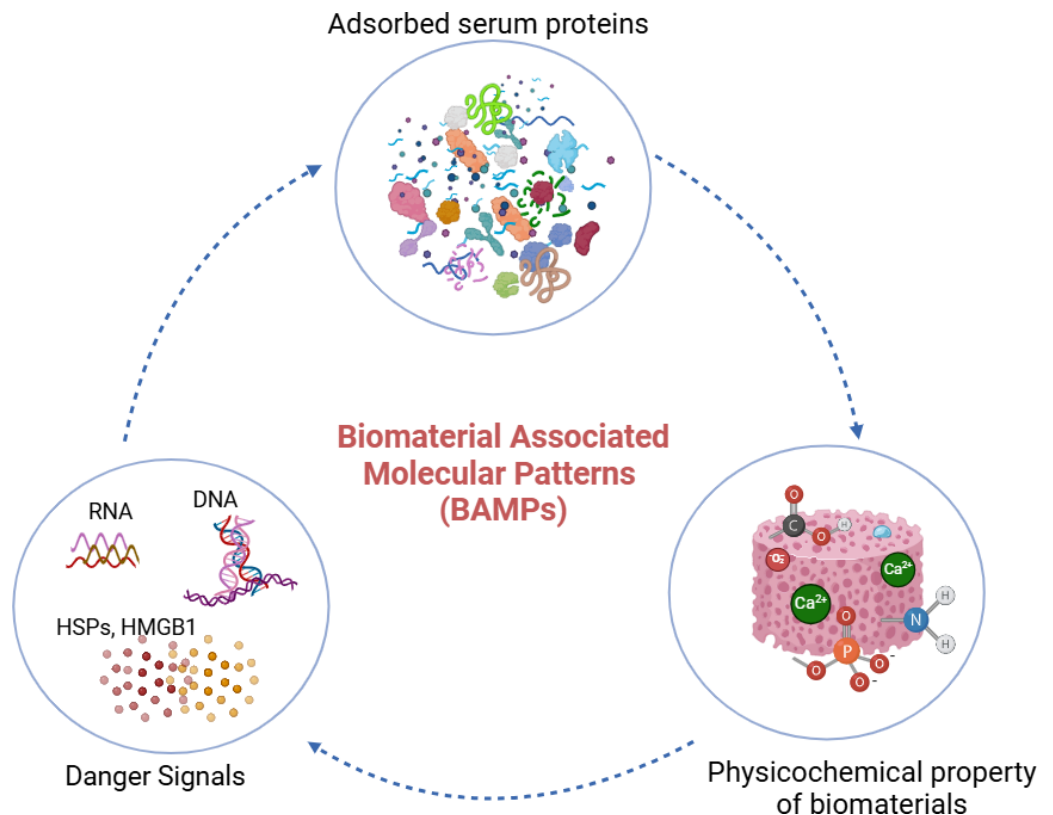 Adsorbed serum proteins
Biomaterial Associated
Molecular Patterns
(BAMPs)
RNA
DNA
HSPs, HMGB1
Danger Signals
O
C
O
H
⁻O₂⁻
Ca²⁺
Ca²⁺
O
P
O
O⁻
O⁻
N
H
H
Physicochemical property
of biomaterials